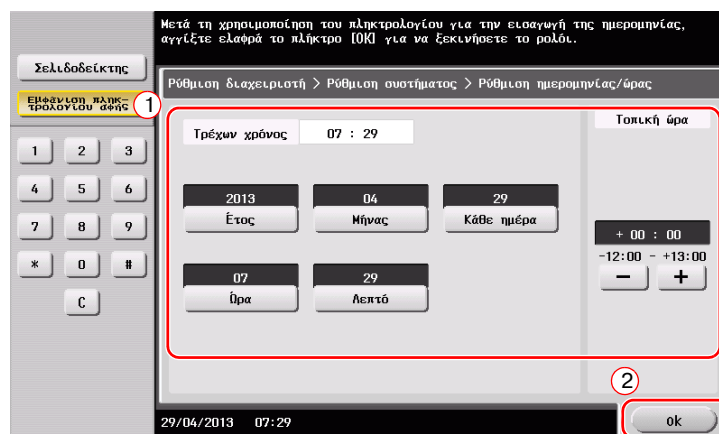 Μετά τη χρησιμοποίηση του πληκτρολογίου για την εισαγωγή της ημερομηνίας,
αγγίξτε ελαφρά το πλήκτρο [OK] για να ξεκινήσετε το ρολόι.
Σελιδοδείκτης
Εμφάνιση πληκ-
τρολογίου αφής
1
Ρύθμιση διαχειριστή > Ρύθμιση συστήματος > Ρύθμιση ημερομηνίας/ώρας
Τρέχων χρόνος 07 : 29
Τοπική ώρα
1 2 3
4 5 6
7 8 9
* 0 #
C
2013 04 29
Έτος Μήνας Κάθε ημέρα
07 29
Ώρα Λεπτό
+ 00 : 00
-12:00 - +13:00
− +
2
29/04/2013 07:29
ok